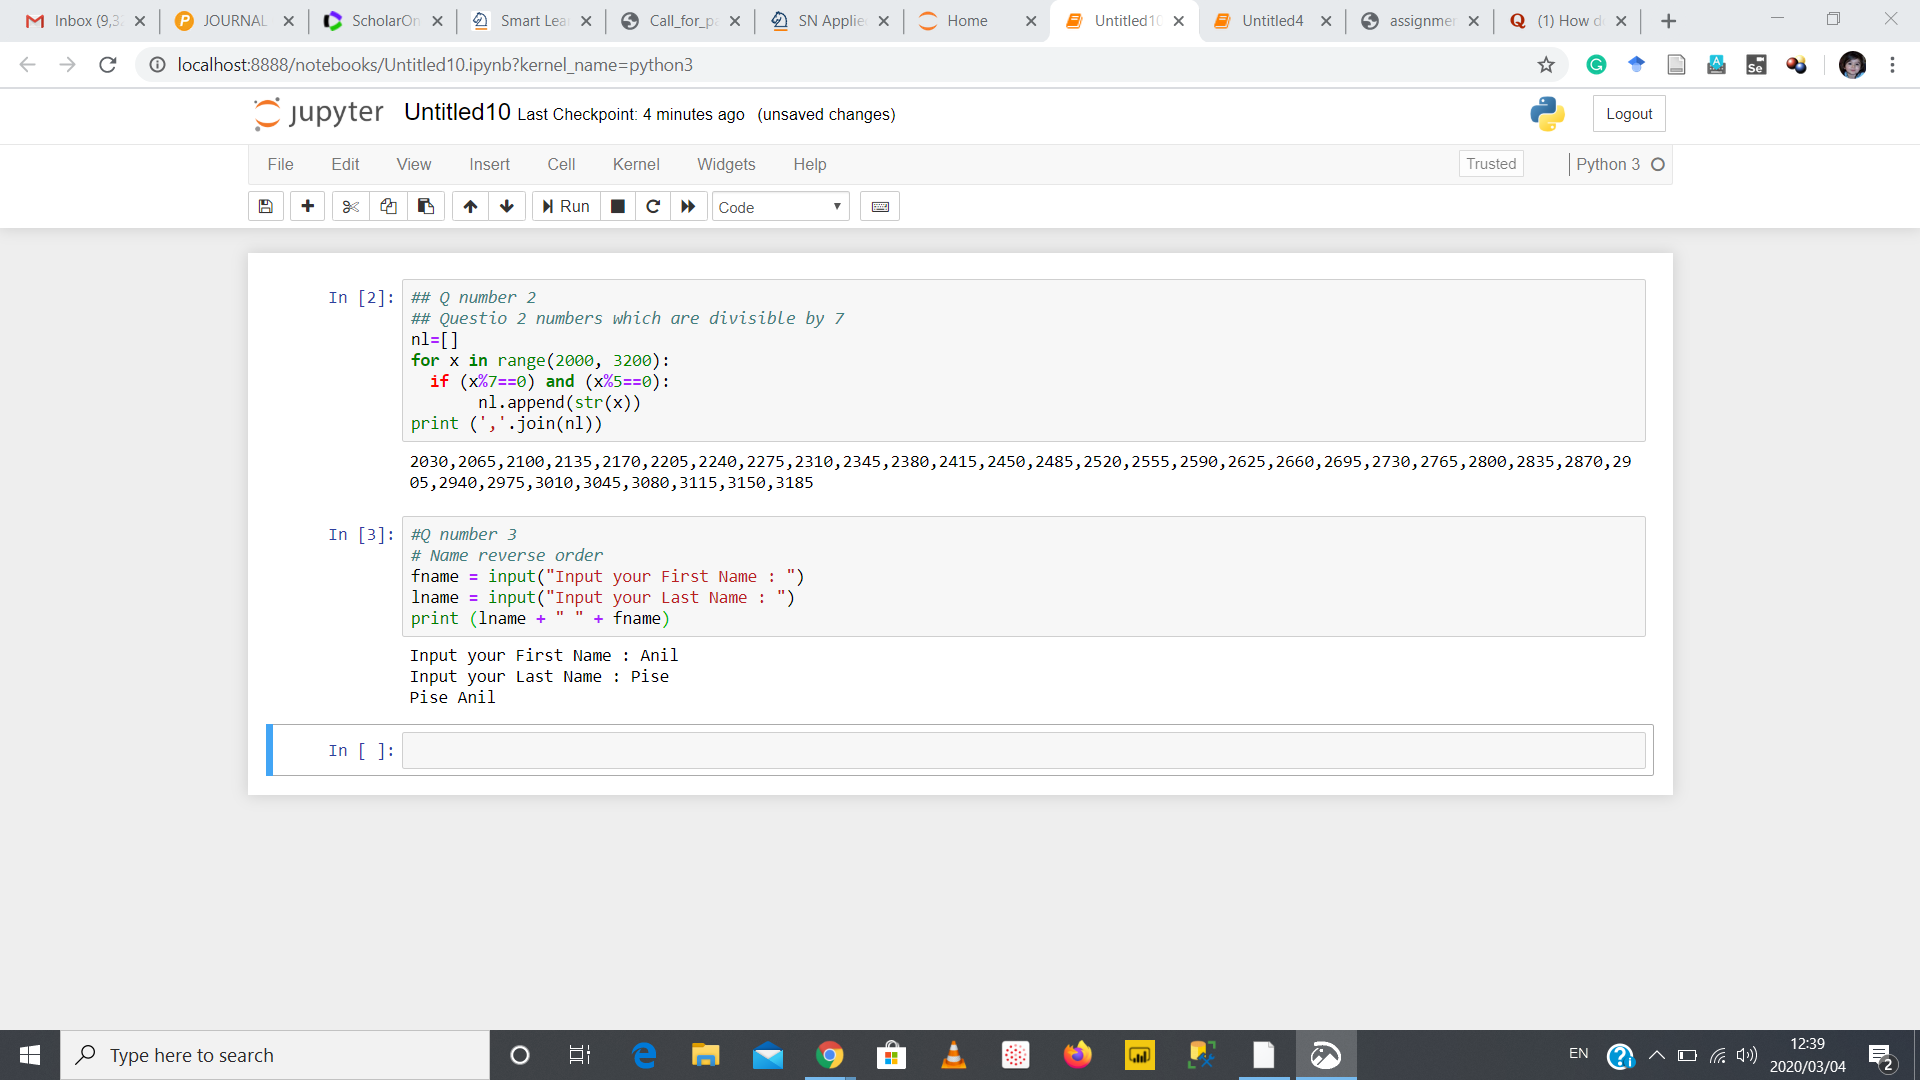 Inbox (9,3
JOURNAL
ScholarOn
Smart Lea
Call_for_p
SN Applie
Home
Untitled10
Untitled4
assignmen
(1) How d
localhost:8888/notebooks/Untitled10.ipynb?kernel_name=python3
jupyter Untitled10 Last Checkpoint: 4 minutes ago (unsaved changes)
Logout
File Edit View Insert Cell Kernel Widgets Help
Trusted
Python 3
Run
Code
In [2]:
## Q number 2
## Questio 2 numbers which are divisible by 7
nl=[]
for x in range(2000, 3200):
  if (x%7==0) and (x%5==0):
       nl.append(str(x))
print (','.join(nl))
2030,2065,2100,2135,2170,2205,2240,2275,2310,2345,2380,2415,2450,2485,2520,2555,2590,2625,2660,2695,2730,2765,2800,2835,2870,29
05,2940,2975,3010,3045,3080,3115,3150,3185
In [3]:
#Q number 3
# Name reverse order
fname = input("Input your First Name : ")
lname = input("Input your Last Name : ")
print (lname + " " + fname)
Input your First Name : Anil
Input your Last Name : Pise
Pise Anil
In [ ]:
Type here to search
EN
12:39
2020/03/04
2